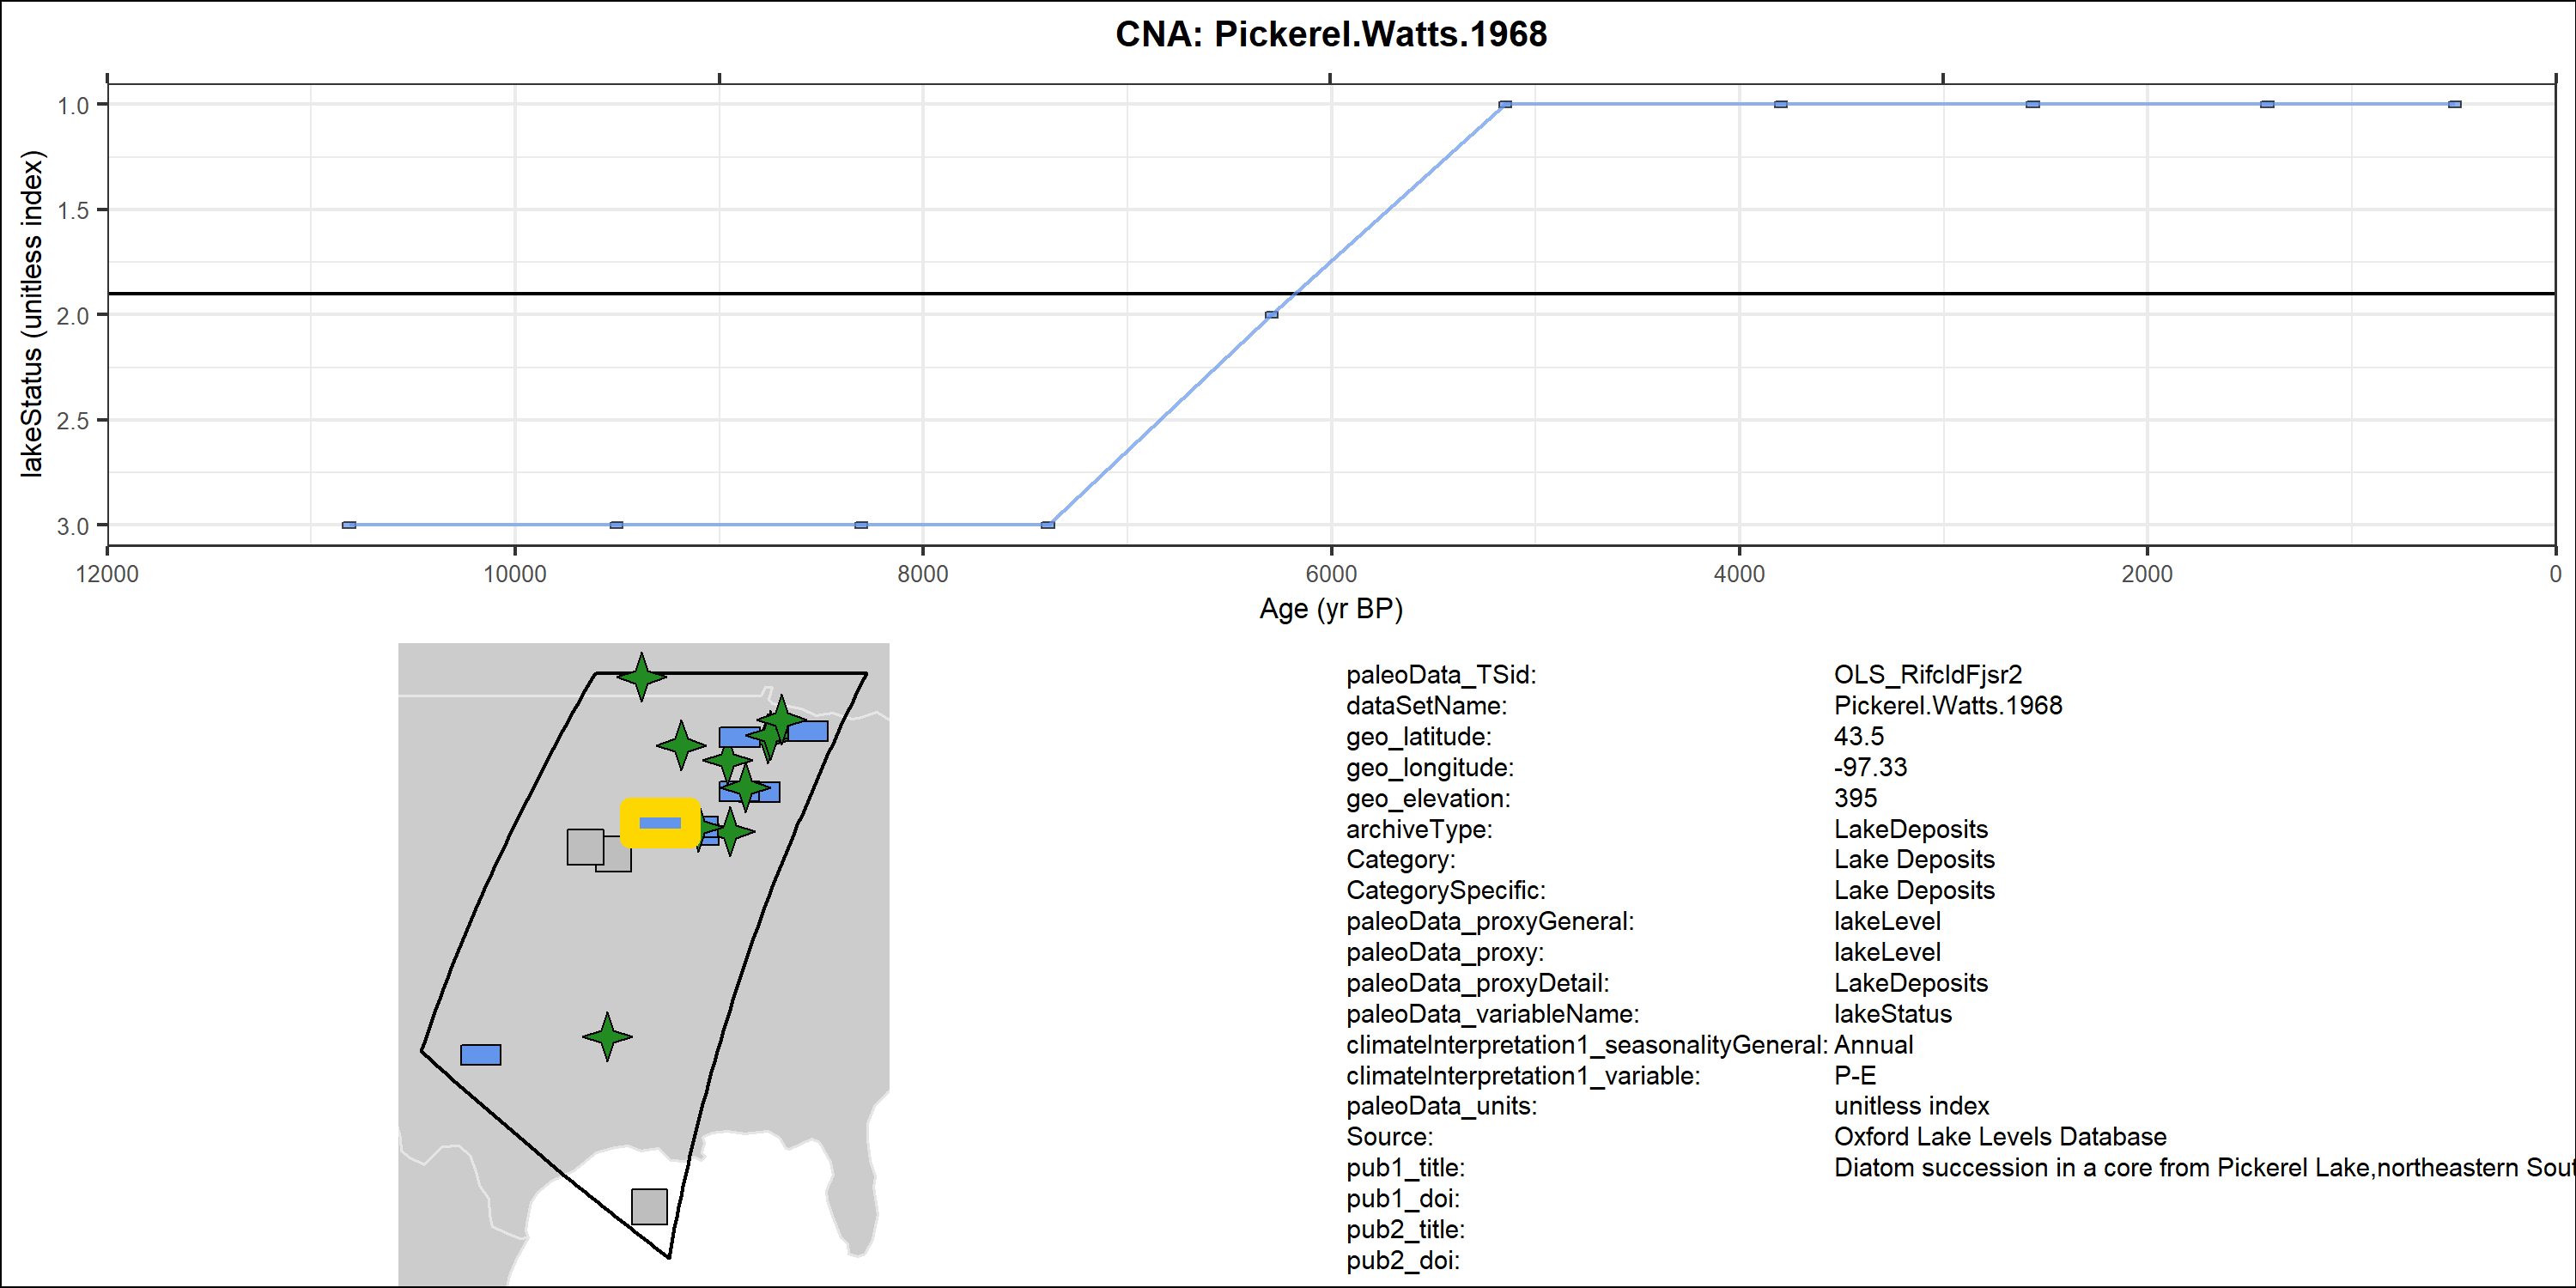 CNA: Pickerel.Watts.1968
lakeStatus (unitless index)
1.0
1.5
2.0
2.5
3.0
12000 10000 8000 6000 4000 2000 0
Age (yr BP)
paleoData_TSid: OLS_RifcldFjsr2
dataSetName: Pickerel.Watts.1968
geo_latitude: 43.5
geo_longitude: -97.33
geo_elevation: 395
archiveType: LakeDeposits
Category: Lake Deposits
CategorySpecific: Lake Deposits
paleoData_proxyGeneral: lakeLevel
paleoData_proxy: lakeLevel
paleoData_proxyDetail: LakeDeposits
paleoData_variableName: lakeStatus
climateInterpretation1_seasonalityGeneral: Annual
climateInterpretation1_variable: P-E
paleoData_units: unitless index
Source: Oxford Lake Levels Database
pub1_title: Diatom succession in a core from Pickerel Lake,northeastern Sout
pub1_doi:
pub2_title:
pub2_doi: